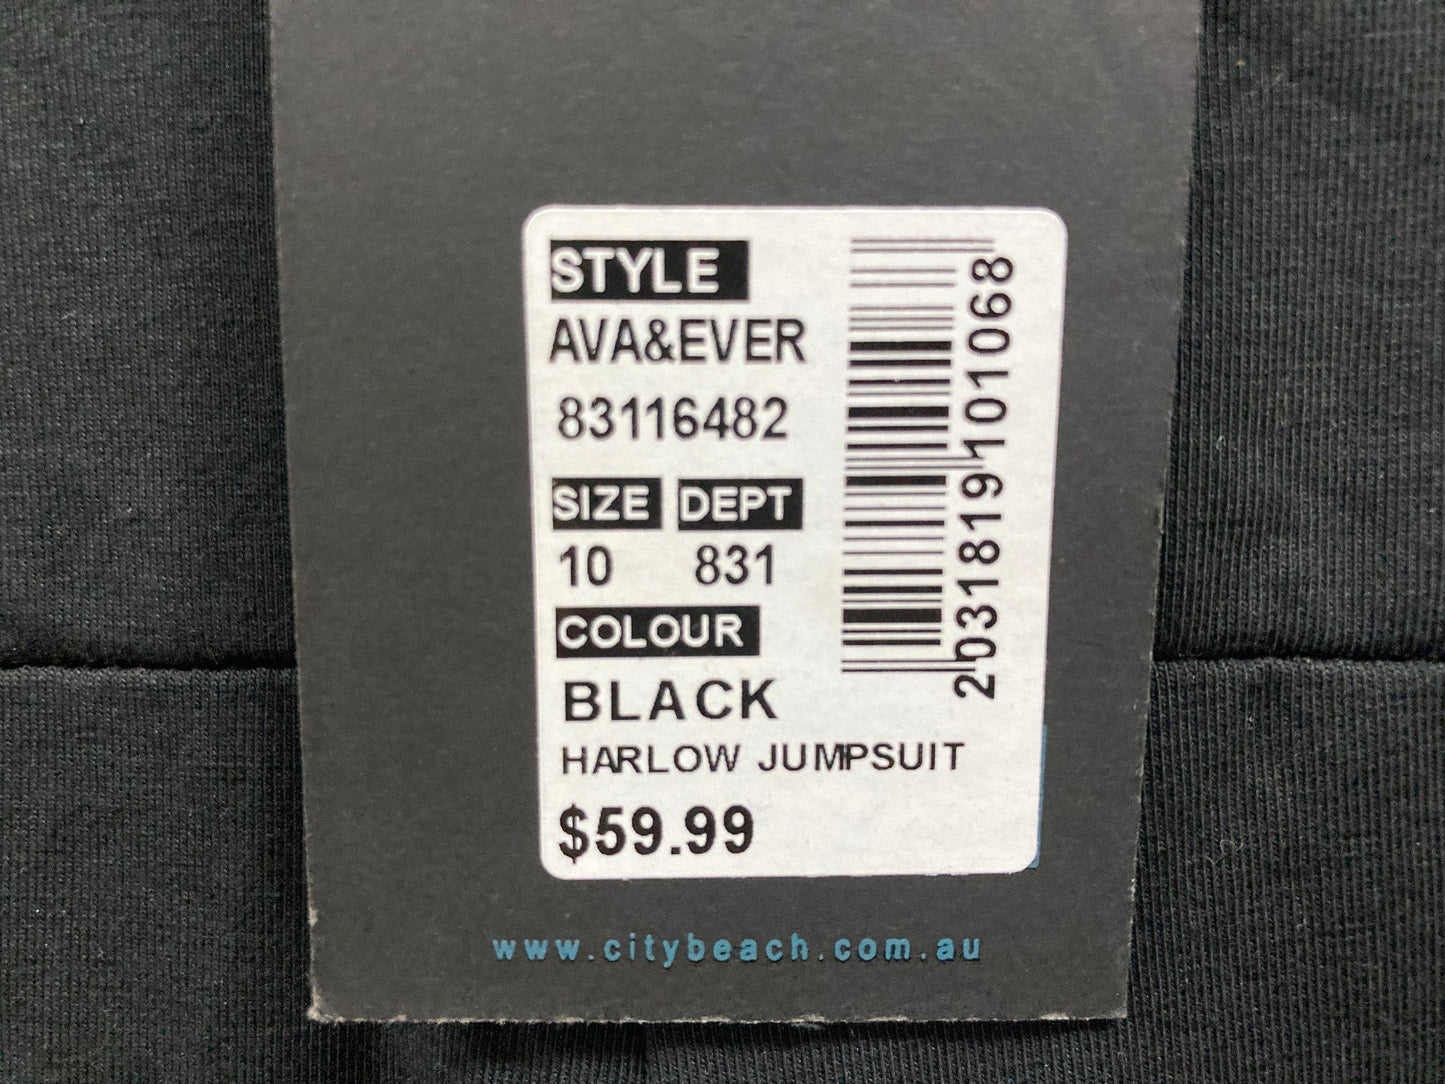 STYLE
AVA&EVER
83116482
SIZE DEPT
10 831
COLOUR
BLACK
HARLOW JUMPSUIT
$59.99
2031819101068
www.citybeach.com.au